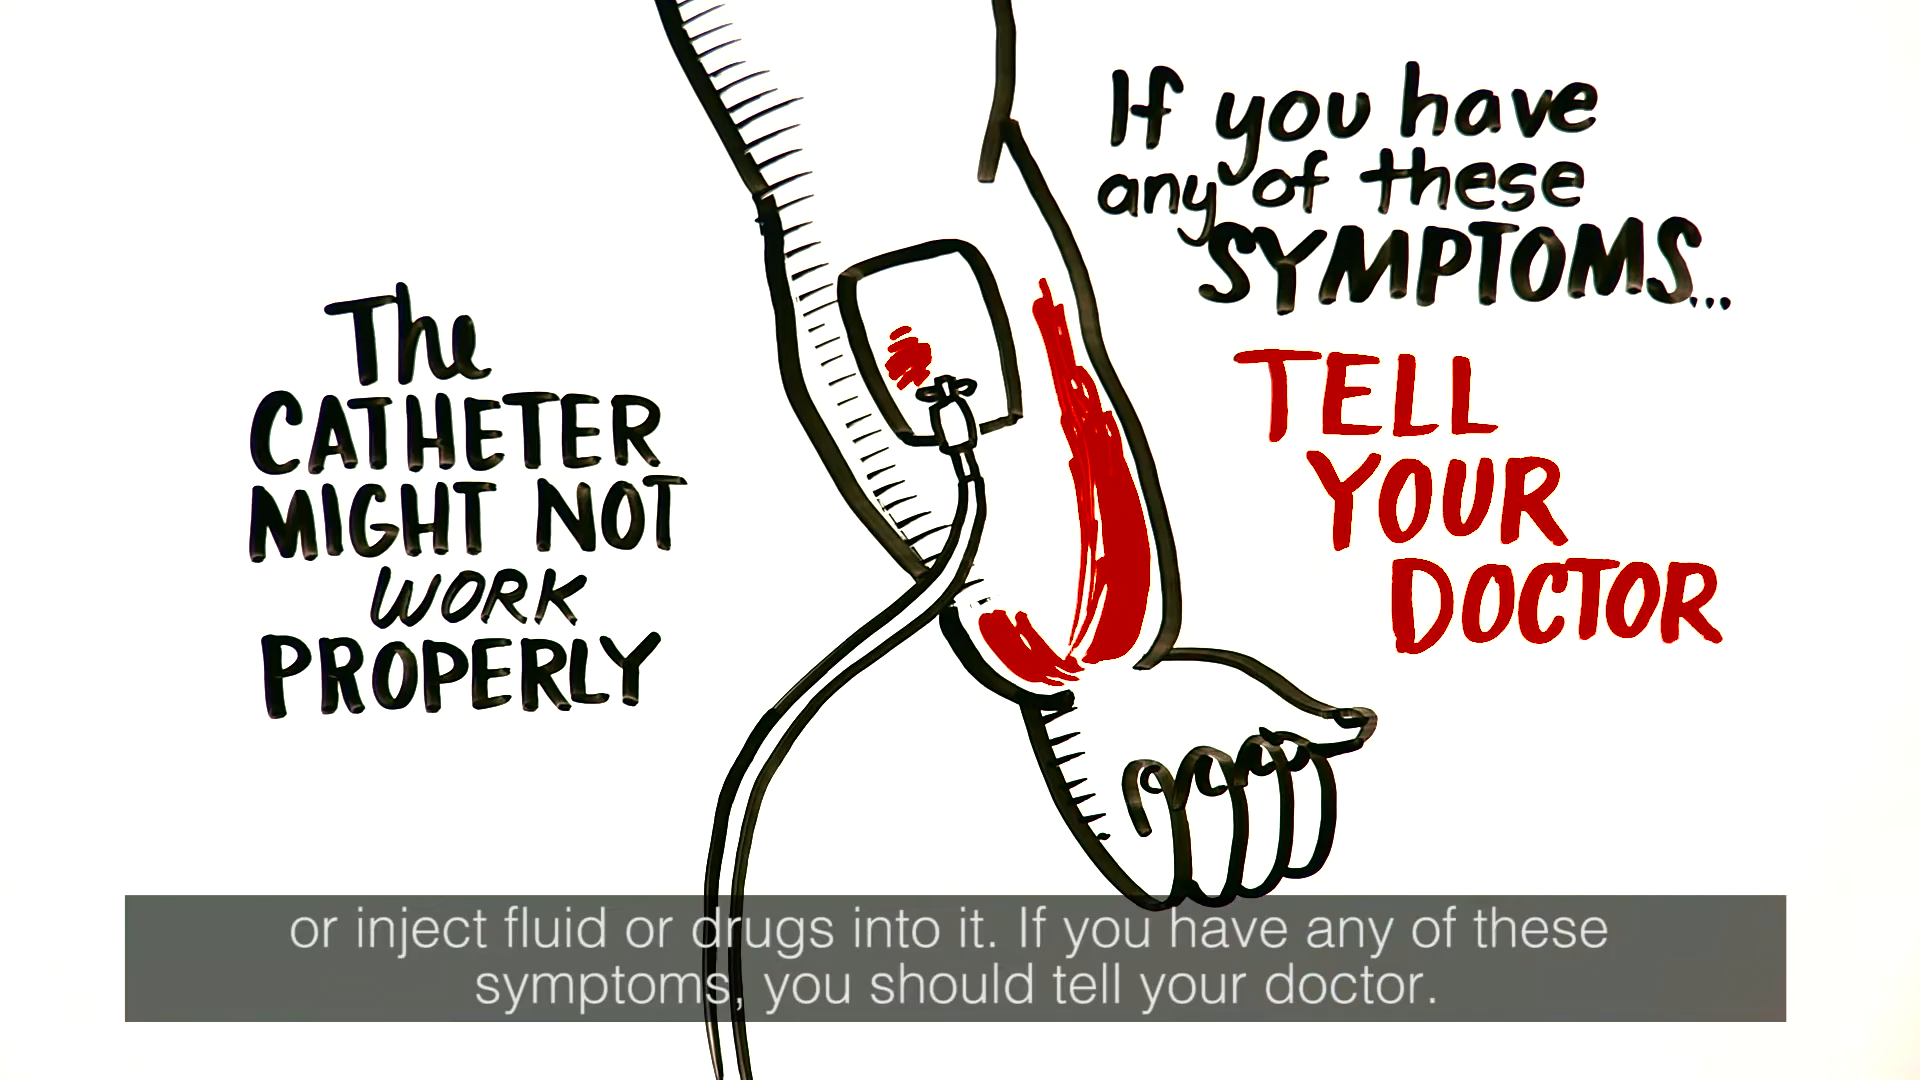 The
CATHETER
MIGHT NOT
WORK
PROPERLY
If you have
any of these
SYMPTOMS...
TELL
YOUR
DOCTOR
or inject fluid or drugs into it. If you have any of these
symptoms, you should tell your doctor.